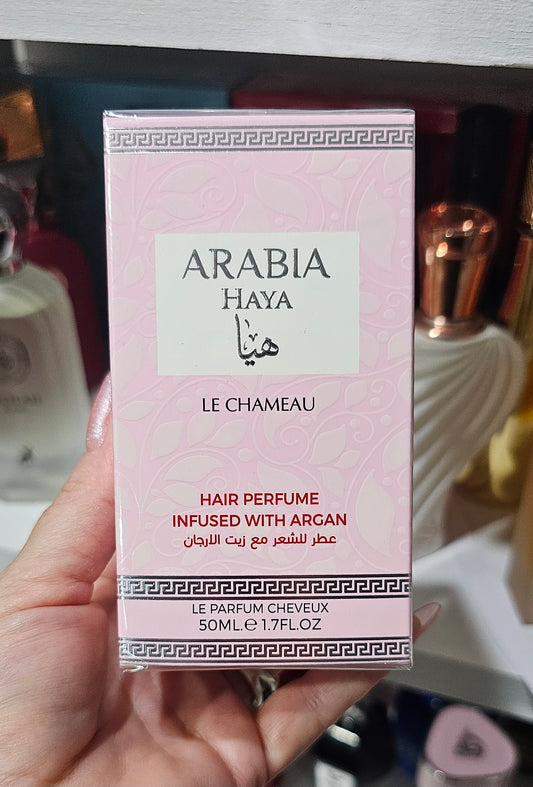 ARABIA
HAYA
هيا
LE CHAMEAU
HAIR PERFUME
INFUSED WITH ARGAN
عطر للشعر مع زيت الارجان
LE PARFUM CHEVEUX
50ML.℮ 1.7FL.OZ